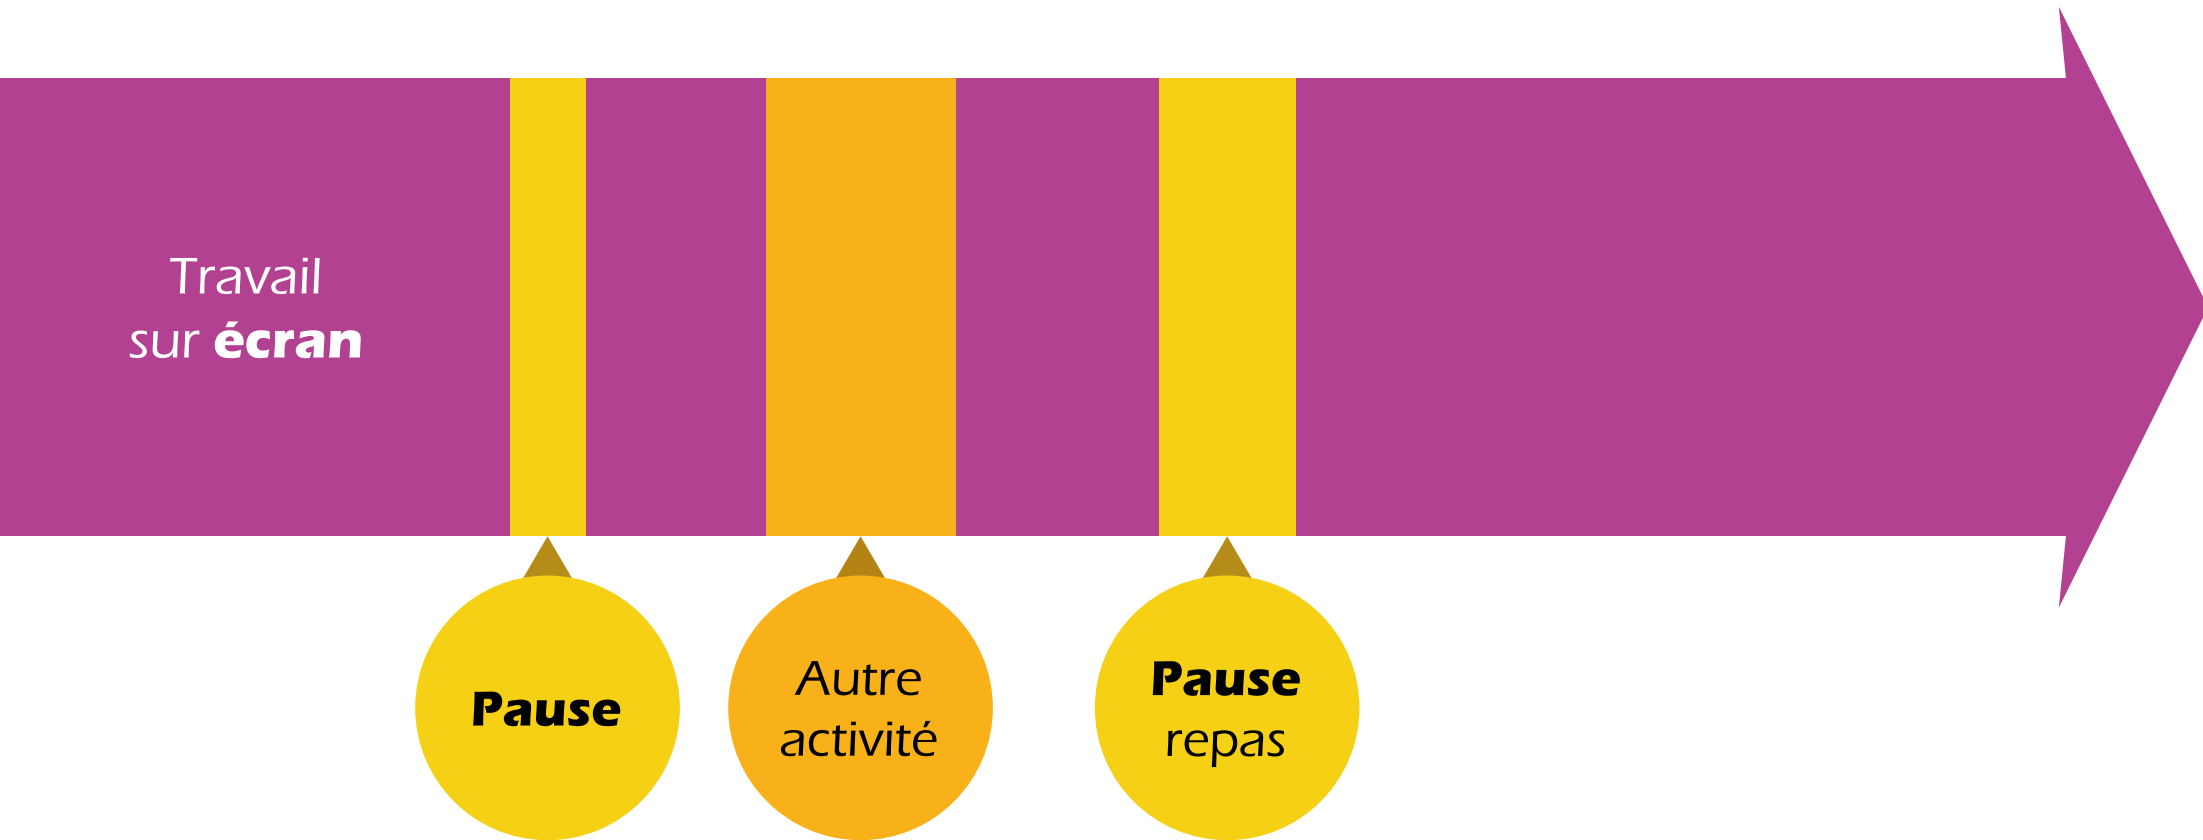 Travail
sur écran
Pause
Autre
activité
Pause
repas